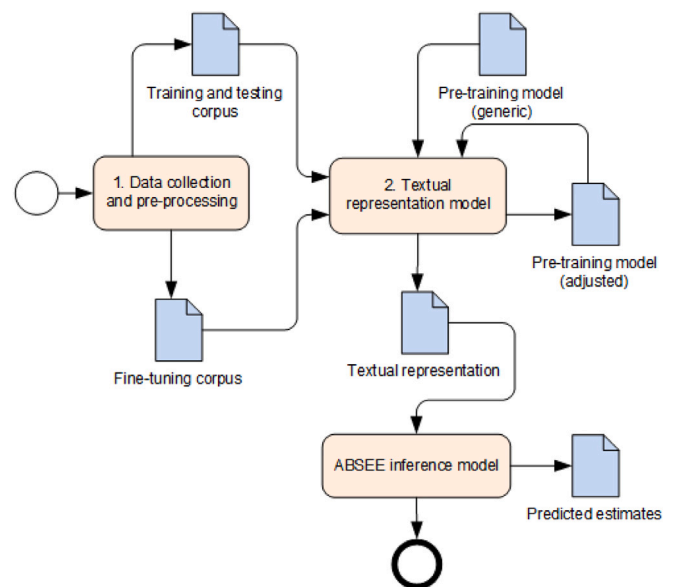 Training and testing
corpus
Pre-training model
(generic)
1. Data collection
and pre-processing
2. Textual
representation model
Pre-training model
(adjusted)
Fine-tuning corpus
Textual representation
ABSEE inference model
Predicted estimates